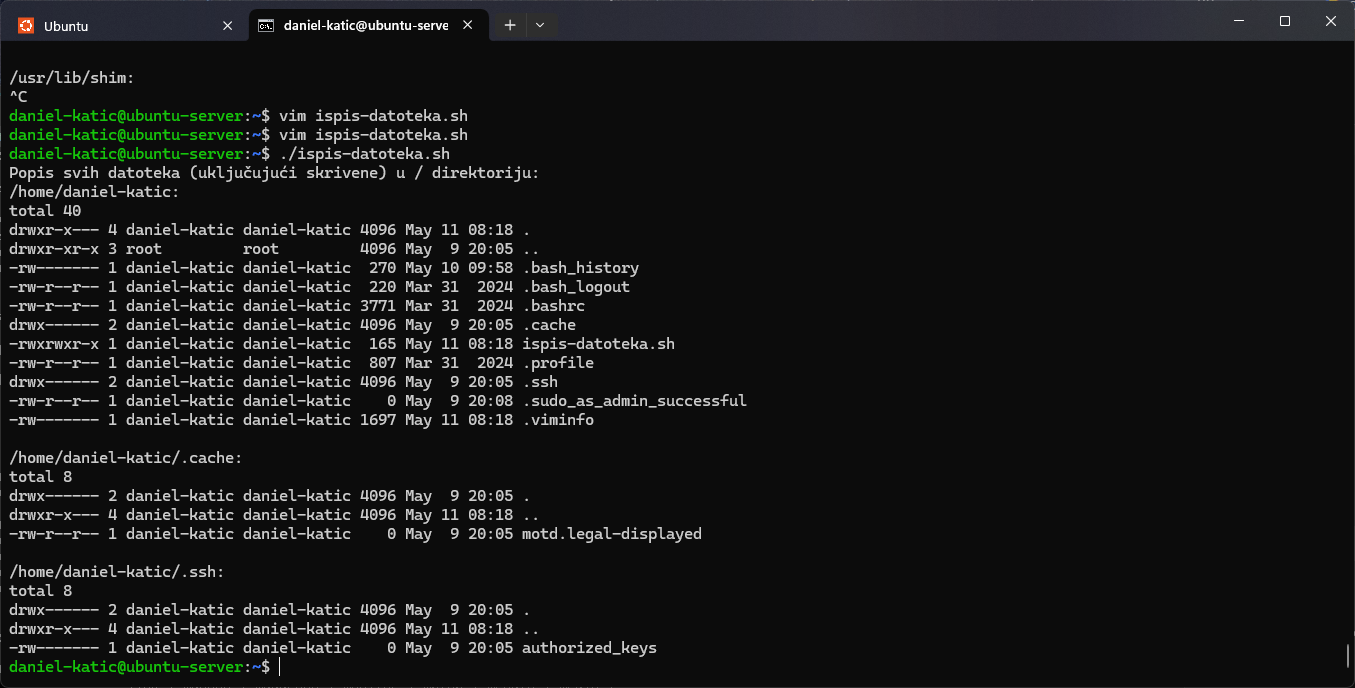 Ubuntu
daniel-katic@ubuntu-serve
/usr/lib/shim:
^C
daniel-katic@ubuntu-server:~$ vim ispis-datoteka.sh
daniel-katic@ubuntu-server:~$ vim ispis-datoteka.sh
daniel-katic@ubuntu-server:~$ ./ispis-datoteka.sh
Popis svih datoteka (uključujući skrivene) u / direktoriju:
/home/daniel-katic:
total 40
drwxr-x--- 4 daniel-katic daniel-katic 4096 May 11 08:18 .
drwxr-xr-x 3 root         root         4096 May  9 20:05 ..
-rw------- 1 daniel-katic daniel-katic  270 May 10 09:58 .bash_history
-rw-r--r-- 1 daniel-katic daniel-katic  220 Mar 31  2024 .bash_logout
-rw-r--r-- 1 daniel-katic daniel-katic 3771 Mar 31  2024 .bashrc
drwx------ 2 daniel-katic daniel-katic 4096 May  9 20:05 .cache
-rwxrwxr-x 1 daniel-katic daniel-katic  165 May 11 08:18 ispis-datoteka.sh
-rw-r--r-- 1 daniel-katic daniel-katic  807 Mar 31  2024 .profile
drwx------ 2 daniel-katic daniel-katic 4096 May  9 20:05 .ssh
-rw-r--r-- 1 daniel-katic daniel-katic    0 May  9 20:08 .sudo_as_admin_successful
-rw------- 1 daniel-katic daniel-katic 1697 May 11 08:18 .viminfo
/home/daniel-katic/.cache:
total 8
drwx------ 2 daniel-katic daniel-katic 4096 May  9 20:05 .
drwxr-x--- 4 daniel-katic daniel-katic 4096 May 11 08:18 ..
-rw-r--r-- 1 daniel-katic daniel-katic    0 May  9 20:05 motd.legal-displayed
/home/daniel-katic/.ssh:
total 8
drwx------ 2 daniel-katic daniel-katic 4096 May  9 20:05 .
drwxr-x--- 4 daniel-katic daniel-katic 4096 May 11 08:18 ..
-rw------- 1 daniel-katic daniel-katic    0 May  9 20:05 authorized_keys
daniel-katic@ubuntu-server:~$